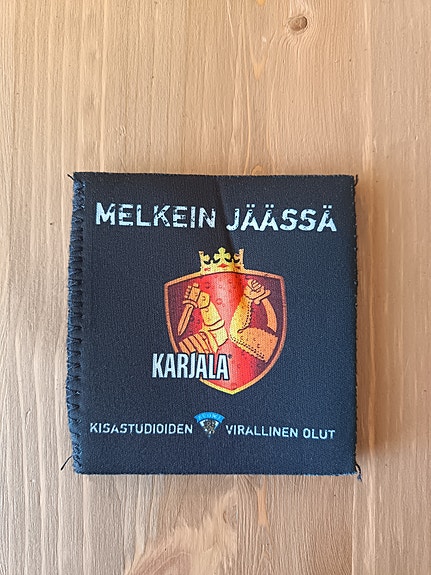 MELKEIN JÄÄSSÄ
KARJALA®
KISASTUDIOIDEN VIRALLINEN OLUT